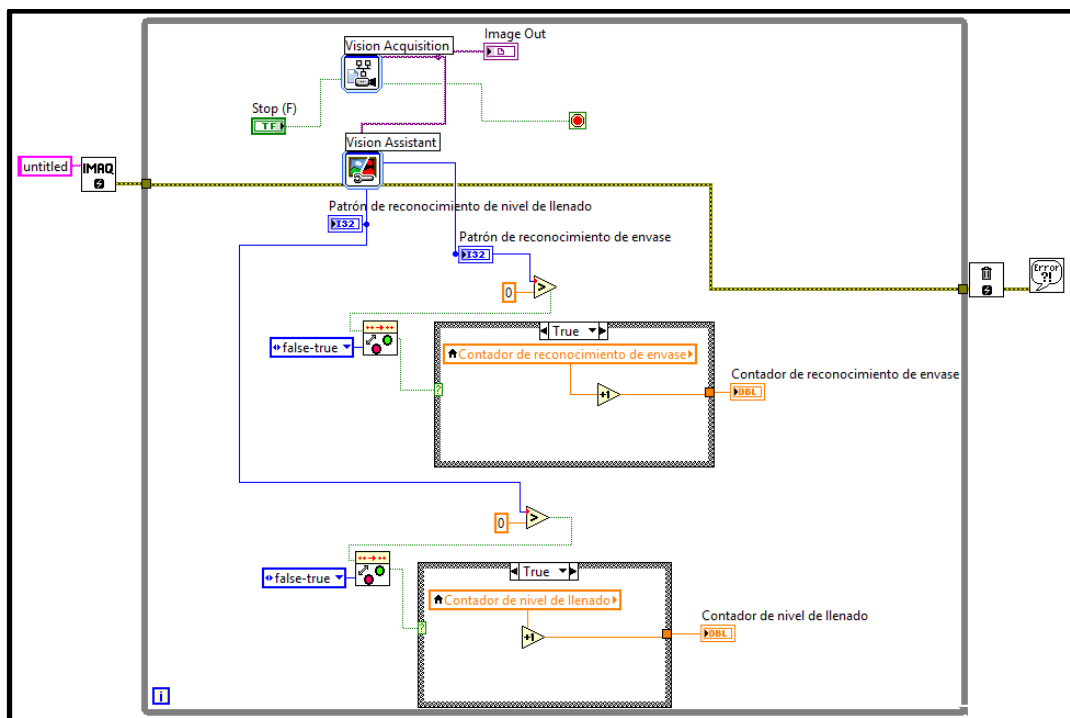 Image Out
Vision Acquisition
Stop (F)
TF
Vision Assistant
untitled
IMAQ
Patrón de reconocimiento de nivel de llenado
I32
Patrón de reconocimiento de envase
I32
Error
?!
>
0
True
false-true
Contador de reconocimiento de envase
?
+1
Contador de reconocimiento de envase
DBL
>
0
True
false-true
Contador de nivel de llenado
?
+1
Contador de nivel de llenado
DBL
i